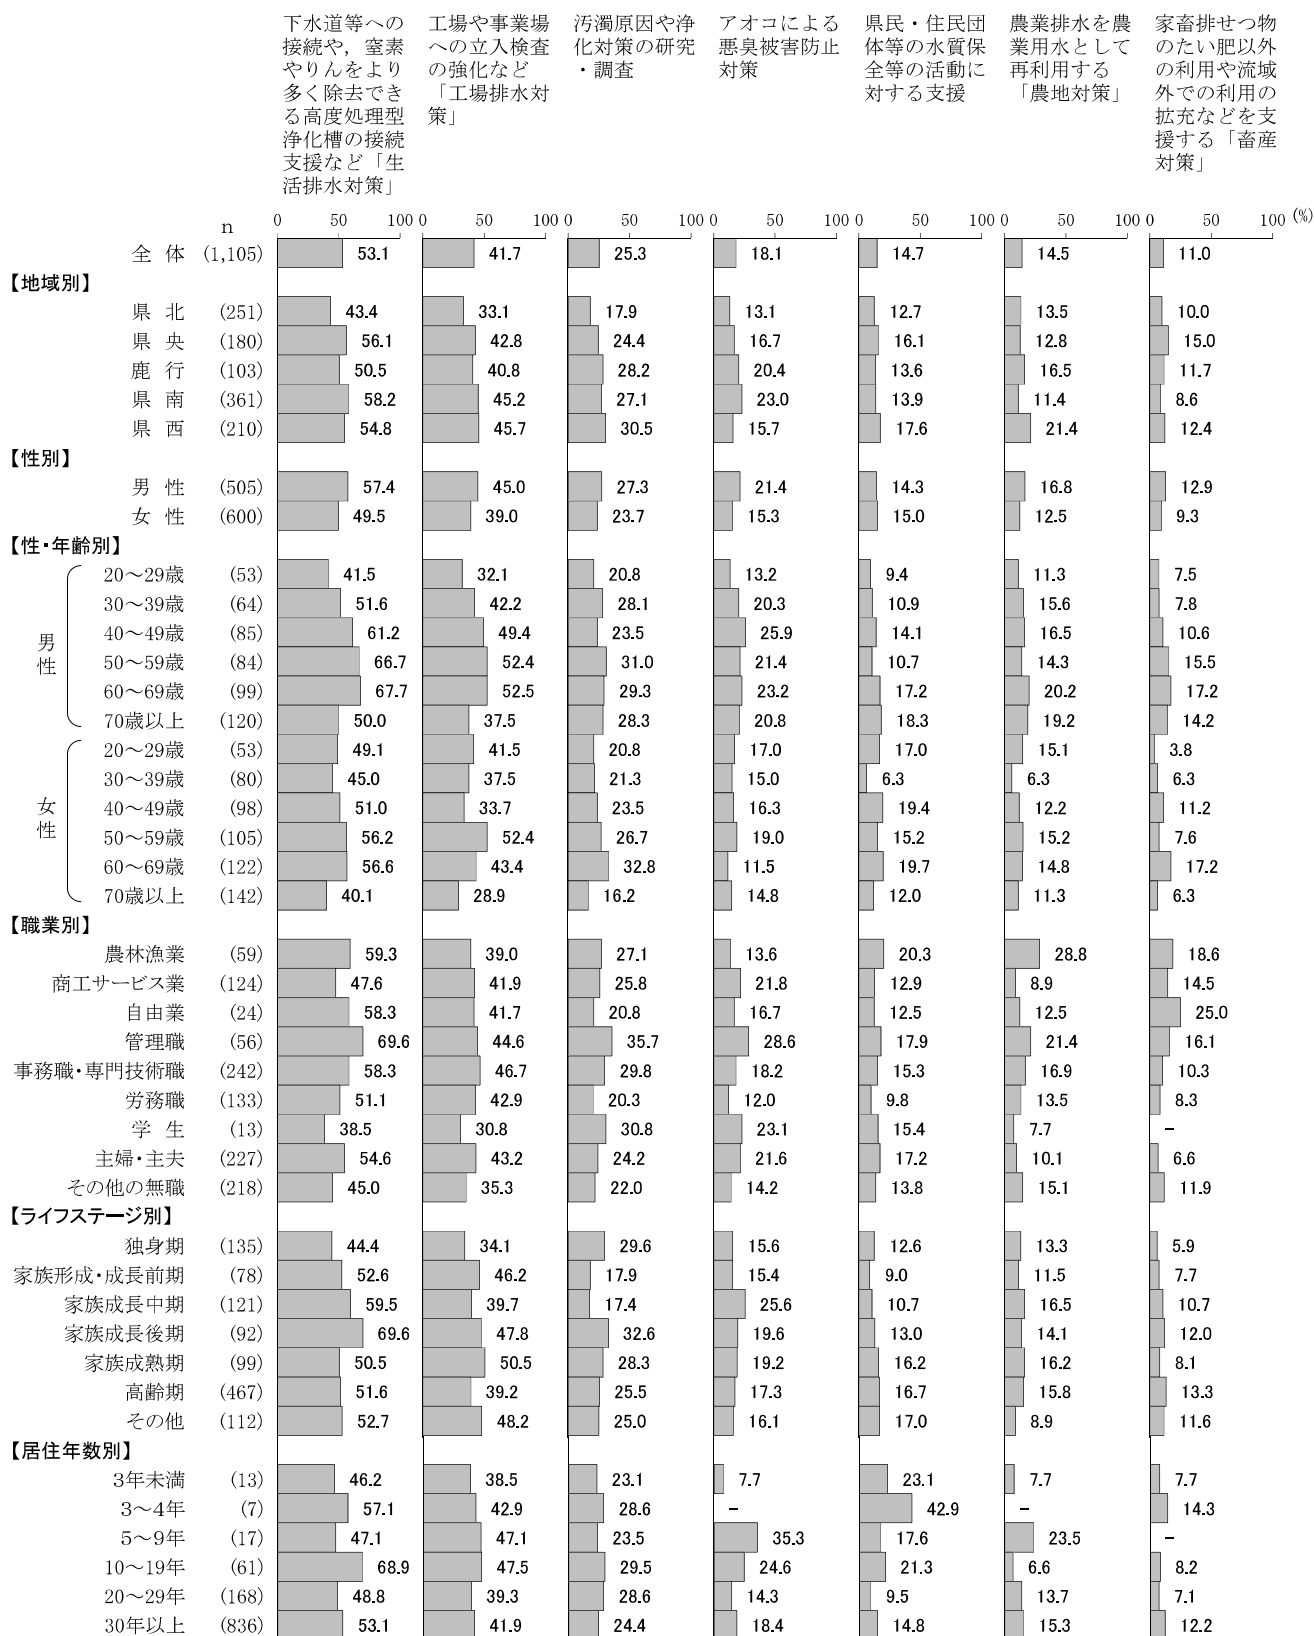 下水道等への
接続や，窒素
やりんをより
多く除去でき
る高度処理型
浄化槽の接続
支援など「生
活排水対策」
工場や事業場
への立入検査
の強化など
「工場排水対
策」
汚濁原因や浄
化対策の研究
・調査
アオコによる
悪臭被害防止
対策
県民・住民団
体等の水質保
全等の活動に
対する支援
農業排水を農
業用水として
再利用する
「農地対策」
家畜排せつ物
のたい肥以外
の利用や流域
外での利用の
拡充などを支
援する「畜産
対策」
n 0 50 100 0 50 100 0 50 100 0 50 100 0 50 100 0 50 100 0 50 100 (%)
全 体 (1,105) 53.1 41.7 25.3 18.1 14.7 14.5 11.0
【地域別】
県 北 (251) 43.4 33.1 17.9 13.1 12.7 13.5 10.0
県 央 (180) 56.1 42.8 24.4 16.7 16.1 12.8 15.0
鹿 行 (103) 50.5 40.8 28.2 20.4 13.6 16.5 11.7
県 南 (361) 58.2 45.2 27.1 23.0 13.9 11.4 8.6
県 西 (210) 54.8 45.7 30.5 15.7 17.6 21.4 12.4
【性別】
男 性 (505) 57.4 45.0 27.3 21.4 14.3 16.8 12.9
女 性 (600) 49.5 39.0 23.7 15.3 15.0 12.5 9.3
【性・年齢別】
男性
20～29歳 (53) 41.5 32.1 20.8 13.2 9.4 11.3 7.5
30～39歳 (64) 51.6 42.2 28.1 20.3 10.9 15.6 7.8
40～49歳 (85) 61.2 49.4 23.5 25.9 14.1 16.5 10.6
50～59歳 (84) 66.7 52.4 31.0 21.4 10.7 14.3 15.5
60～69歳 (99) 67.7 52.5 29.3 23.2 17.2 20.2 17.2
70歳以上 (120) 50.0 37.5 28.3 20.8 18.3 19.2 14.2
女性
20～29歳 (53) 49.1 41.5 20.8 17.0 17.0 15.1 3.8
30～39歳 (80) 45.0 37.5 21.3 15.0 6.3 6.3 6.3
40～49歳 (98) 51.0 33.7 23.5 16.3 19.4 12.2 11.2
50～59歳 (105) 56.2 52.4 26.7 19.0 15.2 15.2 7.6
60～69歳 (122) 56.6 43.4 32.8 11.5 19.7 14.8 17.2
70歳以上 (142) 40.1 28.9 16.2 14.8 12.0 11.3 6.3
【職業別】
農林漁業 (59) 59.3 39.0 27.1 13.6 20.3 28.8 18.6
商工サービス業 (124) 47.6 41.9 25.8 21.8 12.9 8.9 14.5
自由業 (24) 58.3 41.7 20.8 16.7 12.5 12.5 25.0
管理職 (56) 69.6 44.6 35.7 28.6 17.9 21.4 16.1
事務職・専門技術職 (242) 58.3 46.7 29.8 18.2 15.3 16.9 10.3
労務職 (133) 51.1 42.9 20.3 12.0 9.8 13.5 8.3
学 生 (13) 38.5 30.8 30.8 23.1 15.4 7.7 －
主婦・主夫 (227) 54.6 43.2 24.2 21.6 17.2 10.1 6.6
その他の無職 (218) 45.0 35.3 22.0 14.2 13.8 15.1 11.9
【ライフステージ別】
独身期 (135) 44.4 34.1 29.6 15.6 12.6 13.3 5.9
家族形成・成長前期 (78) 52.6 46.2 17.9 15.4 9.0 11.5 7.7
家族成長中期 (121) 59.5 39.7 17.4 25.6 10.7 16.5 10.7
家族成長後期 (92) 69.6 47.8 32.6 19.6 13.0 14.1 12.0
家族成熟期 (99) 50.5 50.5 28.3 19.2 16.2 16.2 8.1
高齢期 (467) 51.6 39.2 25.5 17.3 16.7 15.8 13.3
その他 (112) 52.7 48.2 25.0 16.1 17.0 8.9 11.6
【居住年数別】
3年未満 (13) 46.2 38.5 23.1 7.7 23.1 7.7 7.7
3～4年 (7) 57.1 42.9 28.6 － 42.9 － 14.3
5～9年 (17) 47.1 47.1 23.5 35.3 17.6 23.5 －
10～19年 (61) 68.9 47.5 29.5 24.6 21.3 6.6 8.2
20～29年 (168) 48.8 39.3 28.6 14.3 9.5 13.7 7.1
30年以上 (836) 53.1 41.9 24.4 18.4 14.8 15.3 12.2